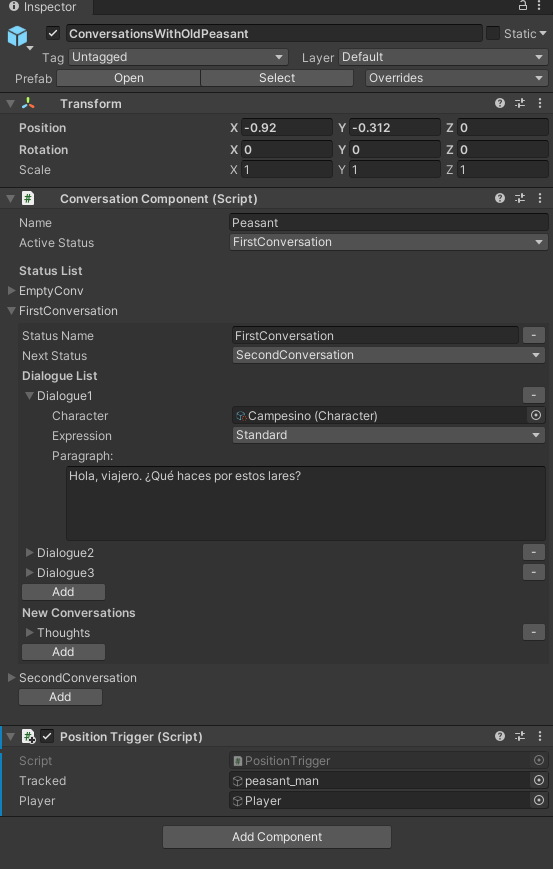 Inspector
ConversationsWithOldPeasant Static
Tag Untagged Layer Default
Prefab Open Select Overrides
Transform
Position X -0.92 Y -0.312 Z 0
Rotation X 0 Y 0 Z 0
Scale X 1 Y 1 Z 1
Conversation Component (Script)
Name Peasant
Active Status FirstConversation
Status List
EmptyConv
FirstConversation
Status Name FirstConversation -
Next Status SecondConversation
Dialogue List
Dialogue1 -
Character Campesino (Character)
Expression Standard
Paragraph:
Hola, viajero. ¿Qué haces por estos lares?
Dialogue2 -
Dialogue3 -
Add
New Conversations
Thoughts -
Add
SecondConversation
Add
Position Trigger (Script)
Script PositionTrigger
Tracked peasant_man
Player Player
Add Component